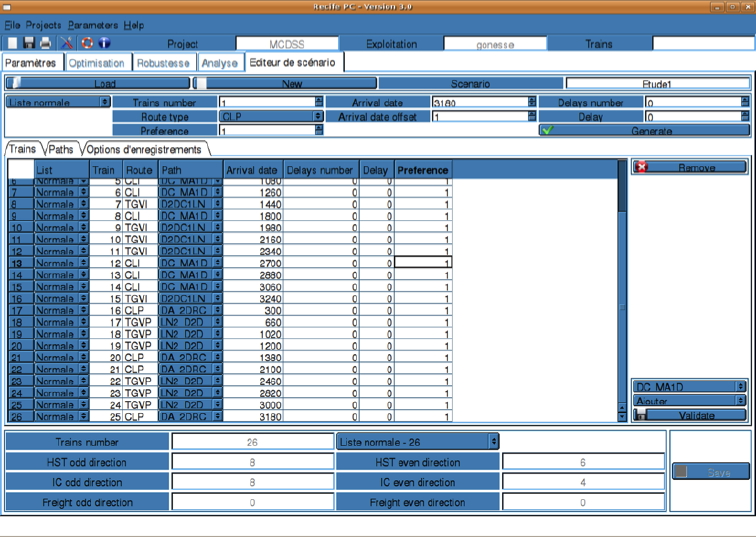 Recife PC - Version 3.0
File Projects Parameters Help
Project MCDSS Exploitation gonesse Trains
Paramètres Optimisation Robustesse Analyse Editeur de scénario
Load New Scenario Etude1
Liste normale Trains number 1 Arrival date 3180 Delays number 0
Route type CLP Arrival date offset 1 Delay 0
Preference 1 Generate
Trains Paths Options d'enregistrements
List Train Route Path Arrival date Delays number Delay Preference Remove
6 Normale 5 CLI DC_MA1D 1080 0 0 1
7 Normale 6 CLI DC_MA1D 1260 0 0 1
8 Normale 7 TGVI D2DC1LN 1440 0 0 1
9 Normale 8 CLI DC_MA1D 1800 0 0 1
10 Normale 9 TGVI D2DC1LN 1980 0 0 1
11 Normale 10 TGVI D2DC1LN 2160 0 0 1
12 Normale 11 TGVI D2DC1LN 2340 0 0 1
13 Normale 12 CLI DC_MA1D 2700 0 0 1
14 Normale 13 CLI DC_MA1D 2880 0 0 1
15 Normale 14 CLI DC_MA1D 3060 0 0 1
16 Normale 15 TGVI D2DC1LN 3240 0 0 1
17 Normale 16 CLP DA_2DRC 300 0 0 1
18 Normale 17 TGVP LN2_D2D 660 0 0 1
19 Normale 18 TGVP LN2_D2D 1020 0 0 1
20 Normale 19 TGVP LN2_D2D 1200 0 0 1
21 Normale 20 CLP DA_2DRC 1380 0 0 1
22 Normale 21 CLP DA_2DRC 2100 0 0 1
23 Normale 22 TGVP LN2_D2D 2460 0 0 1
24 Normale 23 TGVP LN2_D2D 2820 0 0 1
25 Normale 24 TGVP LN2_D2D 3000 0 0 1
26 Normale 25 CLP DA_2DRC 3180 0 0 1
DC_MA1D
Ajouter
Validate
Trains number 26 Liste normale - 26
HST odd direction 8 HST even direction 6
IC odd direction 8 IC even direction 4
Freight odd direction 0 Freight even direction 0
Save